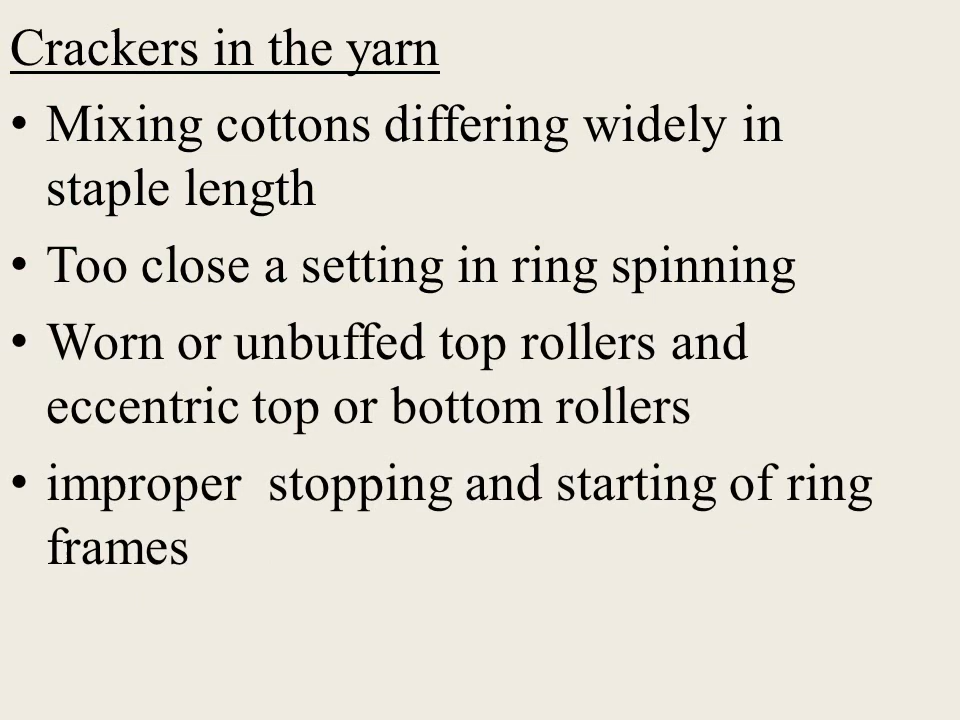 Crackers in the yarn
• Mixing cottons differing widely in
staple length
• Too close a setting in ring spinning
• Worn or unbuffed top rollers and
eccentric top or bottom rollers
• improper  stopping and starting of ring
frames